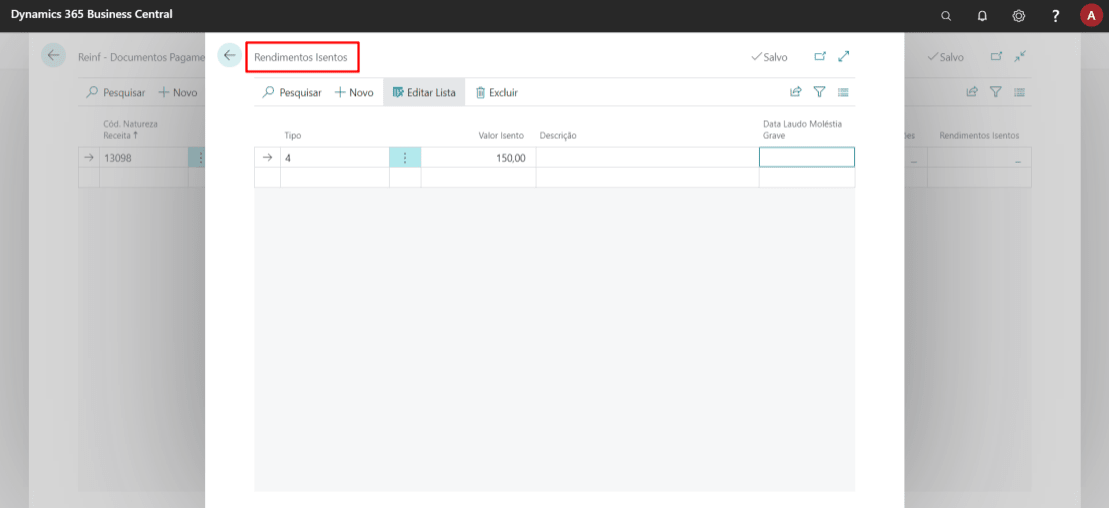 Dynamics 365 Business Central
?
A
Reinf - Documentos Pagame
Rendimentos Isentos
Salvo
Salvo
Pesquisar
Novo
Pesquisar
Novo
Editar Lista
Excluir
Cód. Natureza
Receita ↑
Tipo
Valor Isento
Descrição
Data Laudo Moléstia
Grave
ões
Rendimentos Isentos
13098
4
150,00
_
_